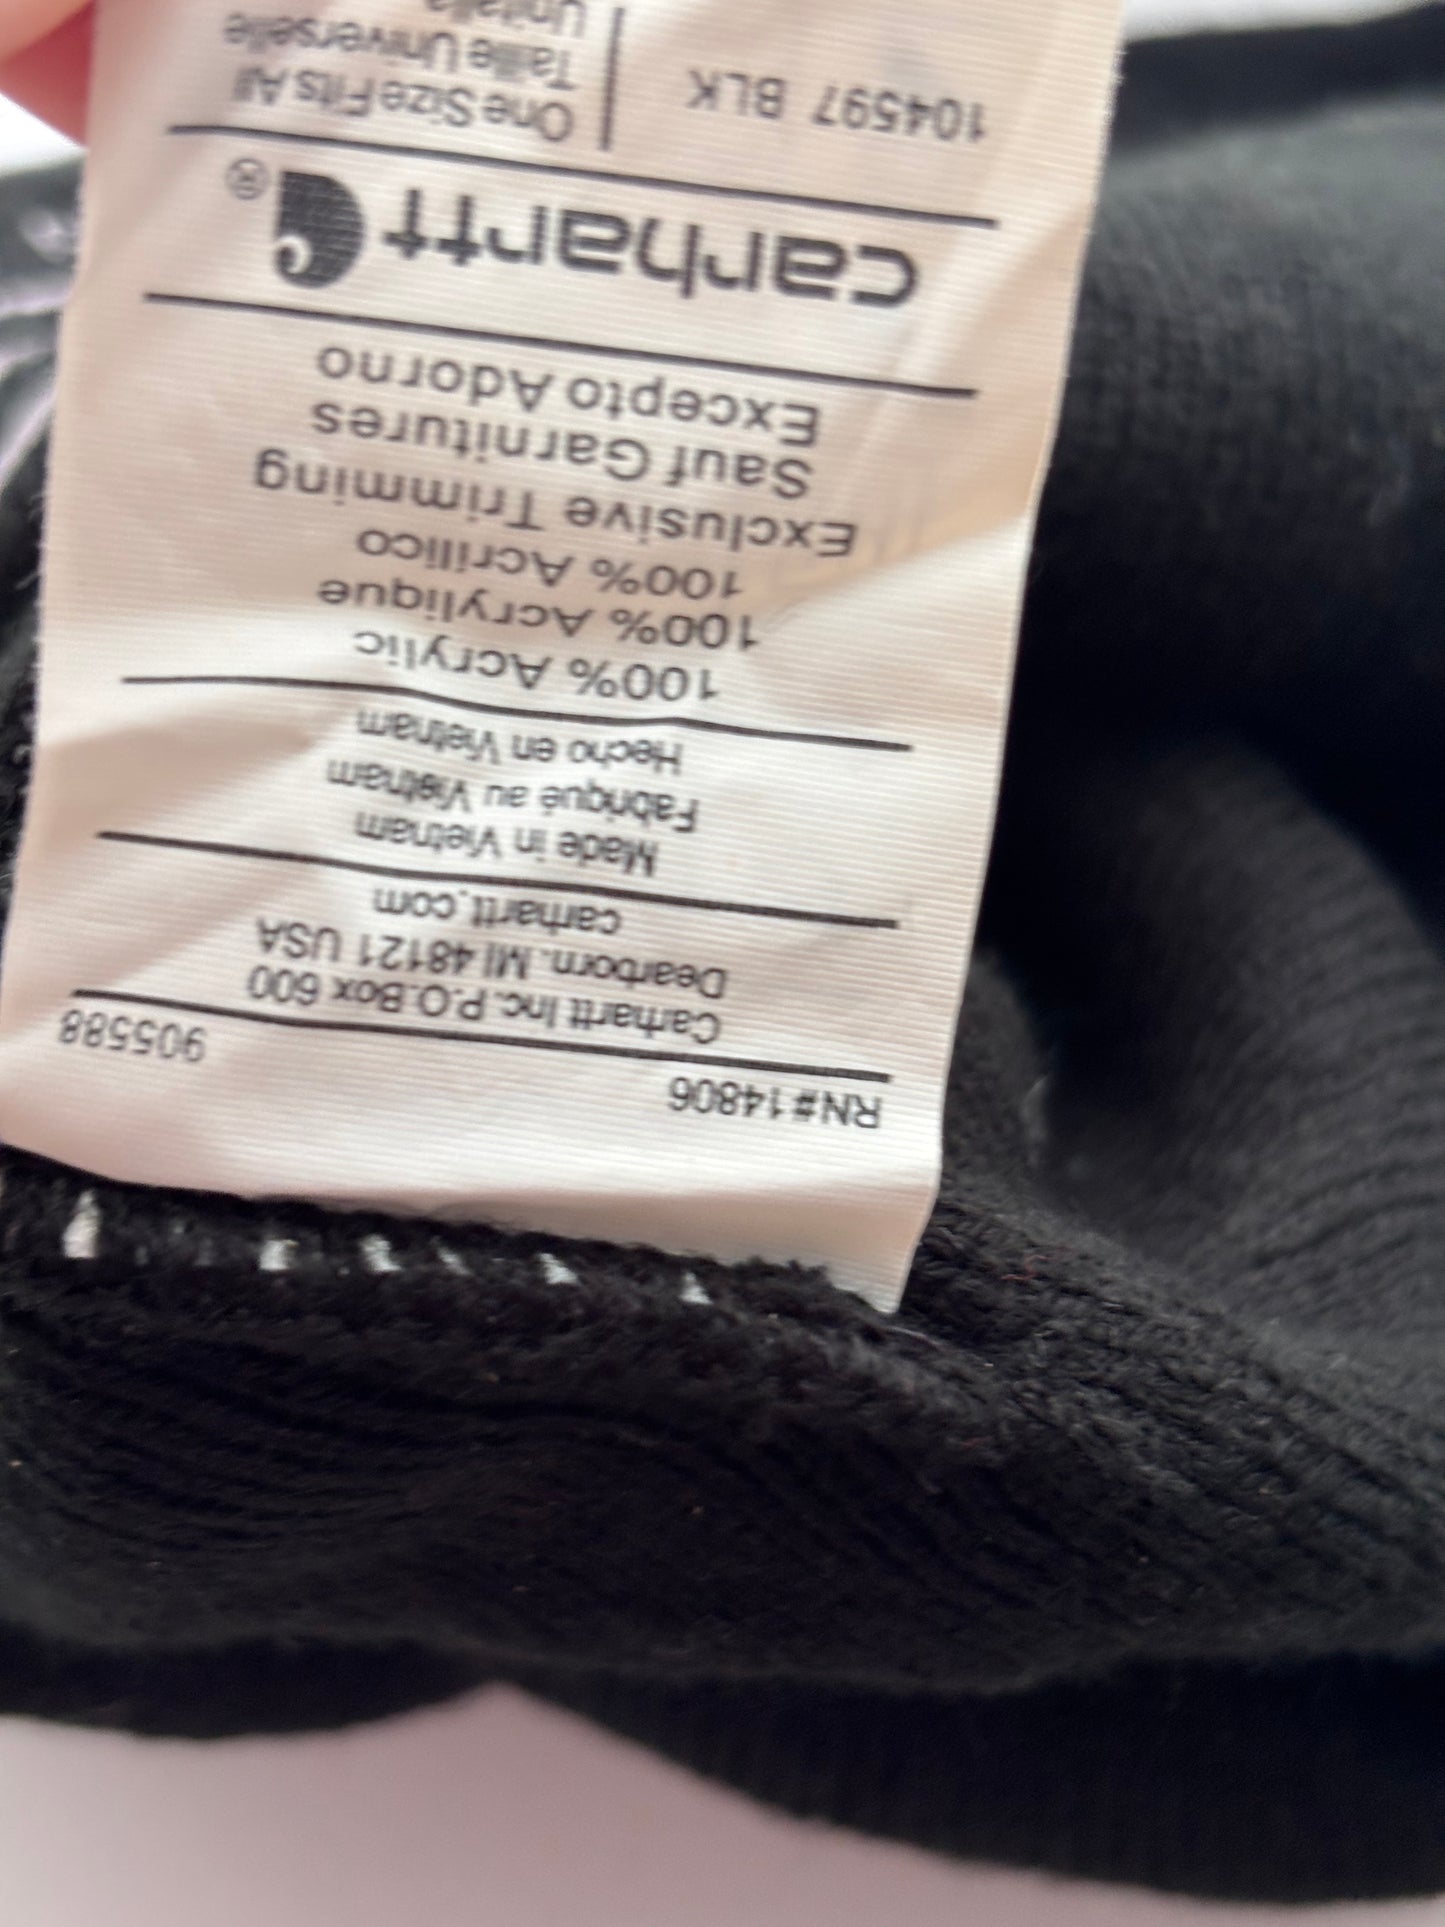 RN#14806
905588
Carhartt Inc.P.O.Box 600
Dearborn. MI 48121 USA
carhartt.com
Made in Vietnam
Fabriqué au Vietnam
Hecho en Vietnam
100% Acrylic
100% Acrylique
100% Acrilico
Exclusive Trimming
Sauf Garnitures
Excepto Adorno
carhartt ®
104597 BLK
One Size Fits All
Taille Universelle
Unitalla